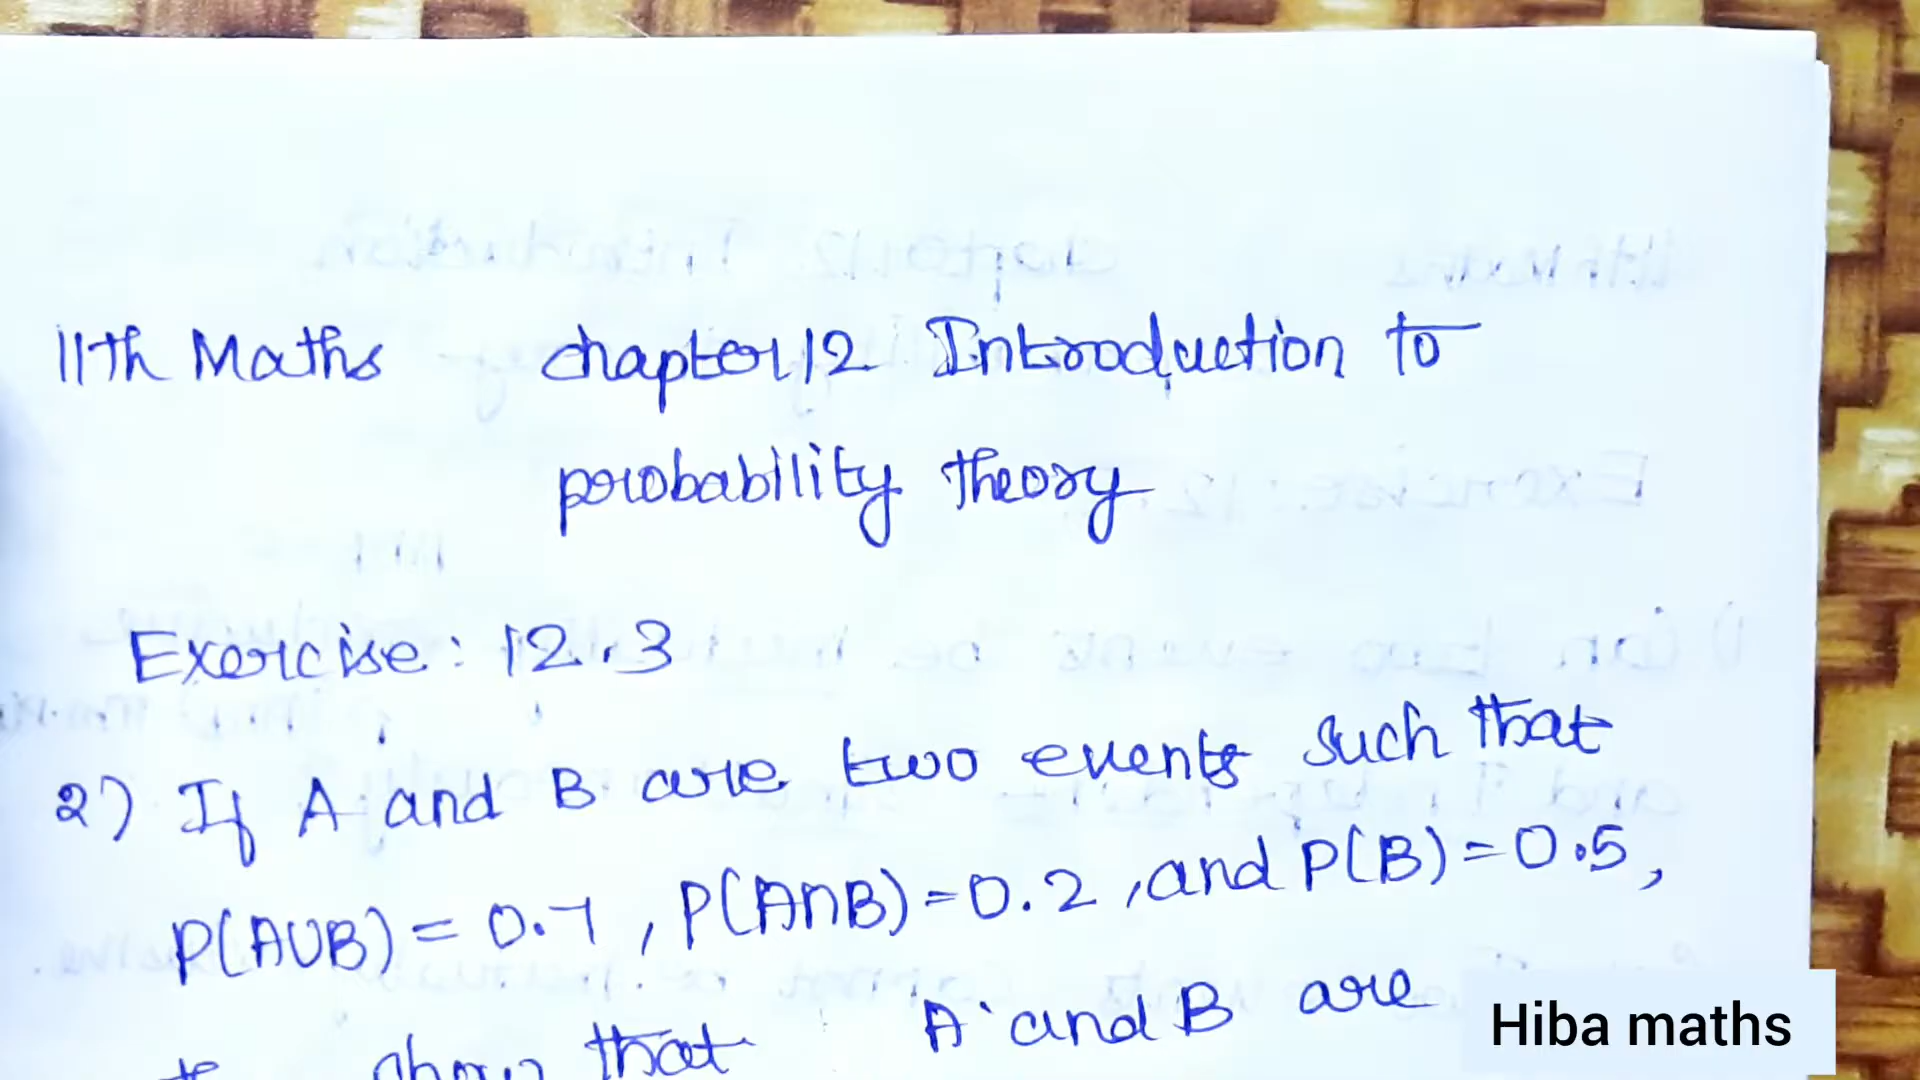 11th Maths chapter 12 Introduction to
probability theory
Exercise: 12.3
2) If A and B are two events such that
P(A∪B) = 0.7, P(A∩B) = 0.2, and P(B) = 0.5,
show that A and B are
Hiba maths